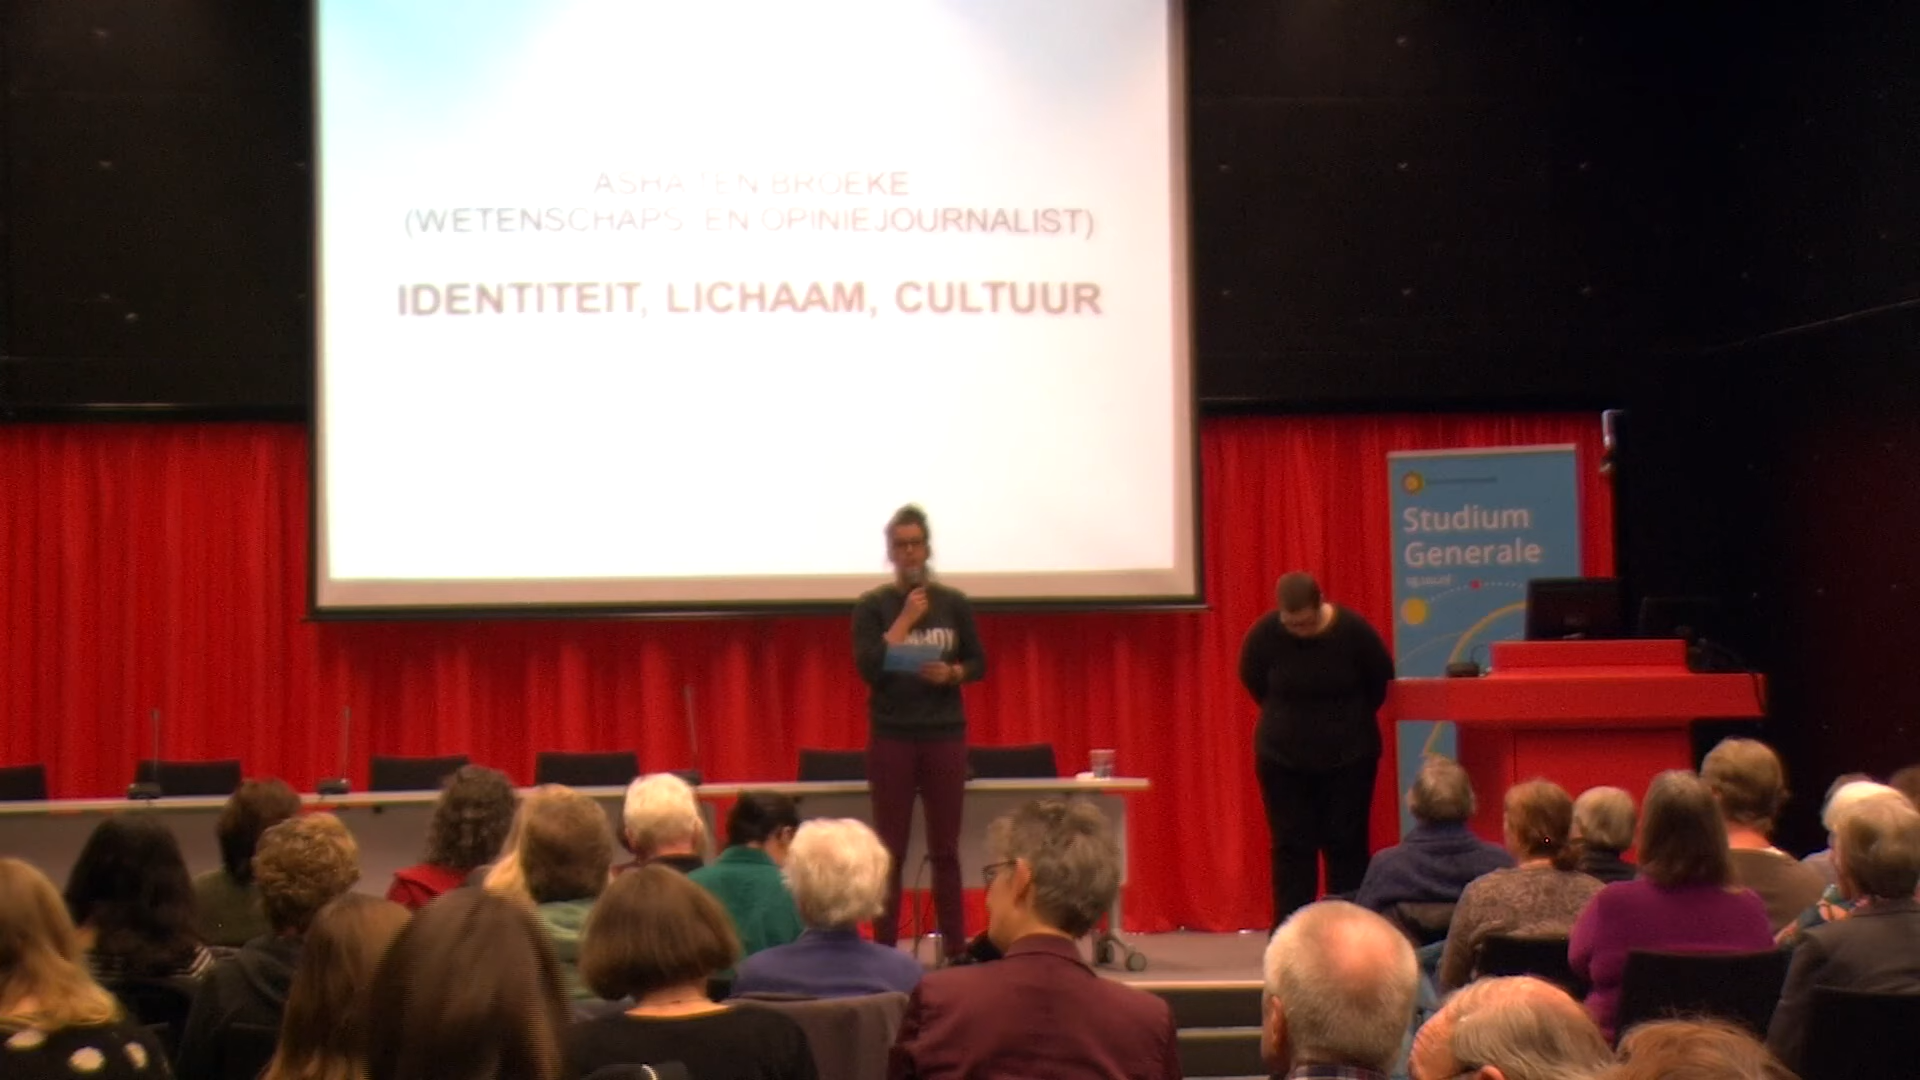 ASHA TEN BROEKE
(WETENSCHAPS- EN OPINIEJOURNALIST)
IDENTITEIT, LICHAAM, CULTUUR
Studium
Generale